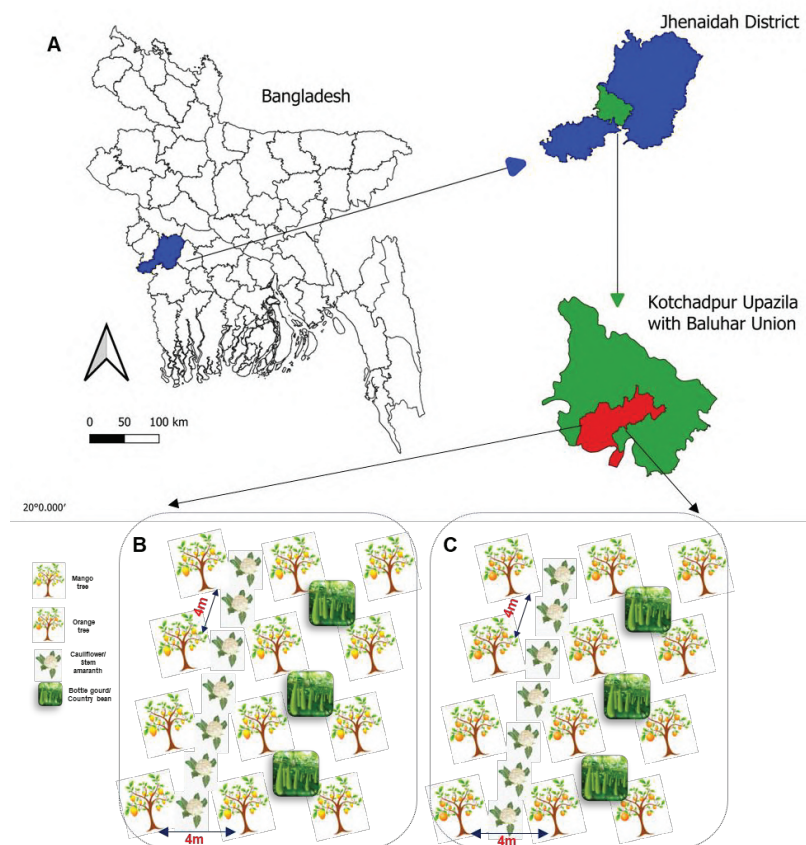 A
Bangladesh
Jhenaidah District
Kotchadpur Upazila
with Baluhar Union
0 50 100 km
20°0.000'
B
C
4m
4m
Mango
tree
Orange
tree
Cauliflower/
Stem
amaranth
Bottle gourd/
Country bean
4m
4m